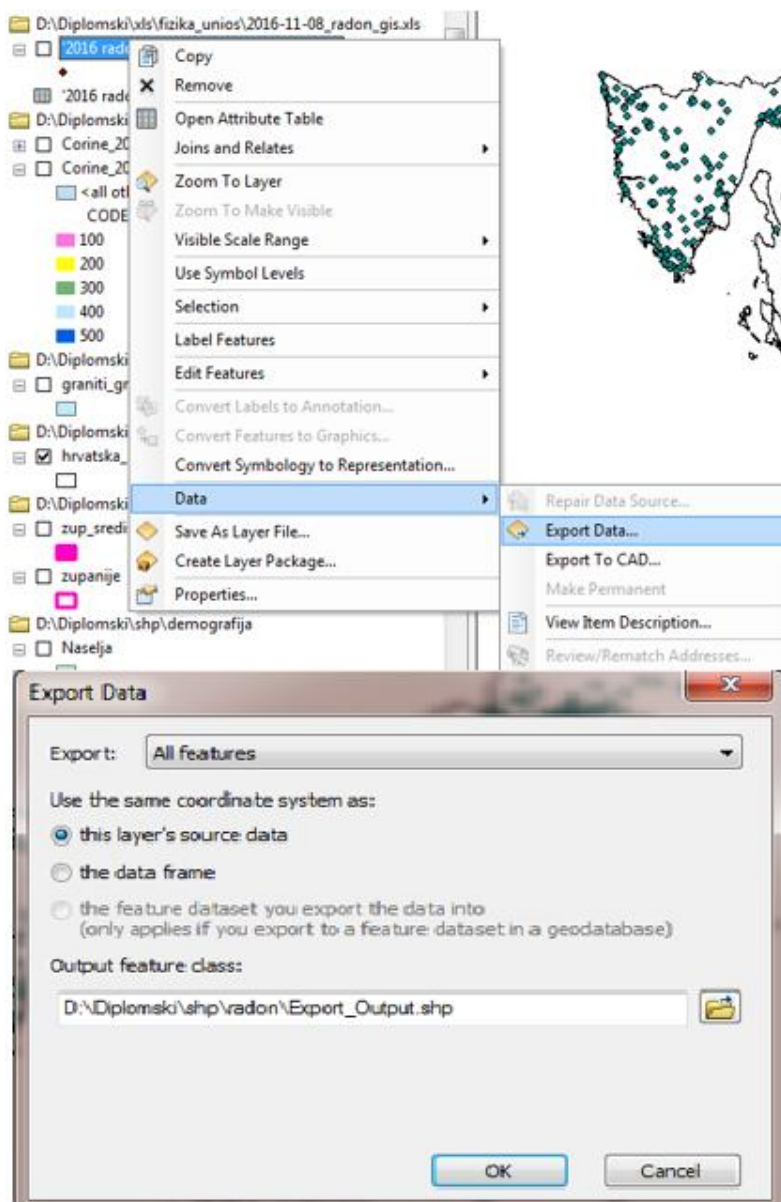 D:\Diplomski\xls\fizika_unios\2016-11-08_radon_gis.xls
'2016 rado
'2016 rado
D:\Diplomski
Corine_20
Corine_20
<all oth
CODE
100
200
300
400
500
D:\Diplomski
graniti_gr
D:\Diplomski
hrvatska_
D:\Diplomski
zup_sredi
zupanije
D:\Diplomski\shp\demografija
Naselja
Copy
Remove
Open Attribute Table
Joins and Relates
Zoom To Layer
Zoom To Make Visible
Visible Scale Range
Use Symbol Levels
Selection
Label Features
Edit Features
Convert Labels to Annotation...
Convert Features to Graphics...
Convert Symbology to Representation...
Data
Save As Layer File...
Create Layer Package...
Properties...
Repair Data Source...
Export Data...
Export To CAD...
Make Permanent
View Item Description...
Review/Rematch Addresses...
Export Data
Export: All features
Use the same coordinate system as:
this layer's source data
the data frame
the feature dataset you export the data into
(only applies if you export to a feature dataset in a geodatabase)
Output feature class:
D:\Diplomski\shp\radon\Export_Output.shp
OK Cancel